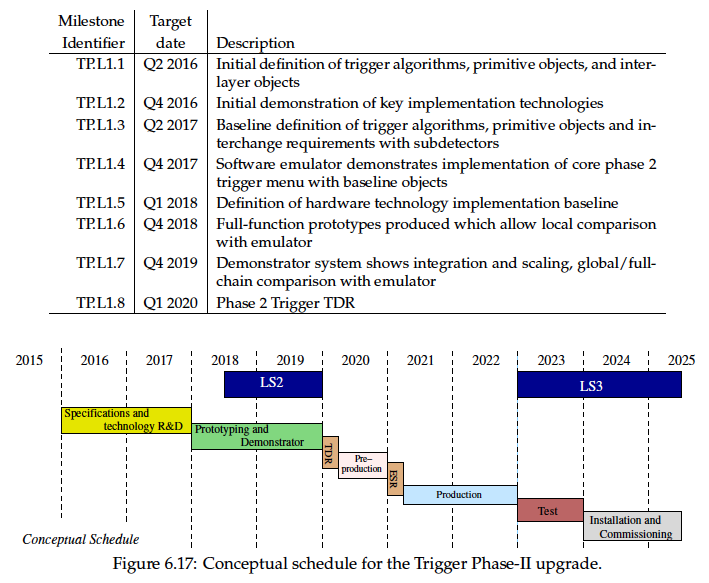 Milestone Target
Identifier date Description
TP.L1.1 Q2 2016 Initial definition of trigger algorithms, primitive objects, and inter-
layer objects
TP.L1.2 Q4 2016 Initial demonstration of key implementation technologies
TP.L1.3 Q2 2017 Baseline definition of trigger algorithms, primitive objects and in-
terchange requirements with subdetectors
TP.L1.4 Q4 2017 Software emulator demonstrates implementation of core phase 2
trigger menu with baseline objects
TP.L1.5 Q1 2018 Definition of hardware technology implementation baseline
TP.L1.6 Q4 2018 Full-function prototypes produced which allow local comparison
with emulator
TP.L1.7 Q4 2019 Demonstrator system shows integration and scaling, global/full-
chain comparison with emulator
TP.L1.8 Q1 2020 Phase 2 Trigger TDR
2015 2016 2017 2018 2019 2020 2021 2022 2023 2024 2025
LS2
LS3
Specifications and
technology R&D
Prototyping and
Demonstrator
TDR
Pre–
production
ESR
Production
Test
Installation and
Commissioning
Conceptual Schedule
Figure 6.17: Conceptual schedule for the Trigger Phase-II upgrade.